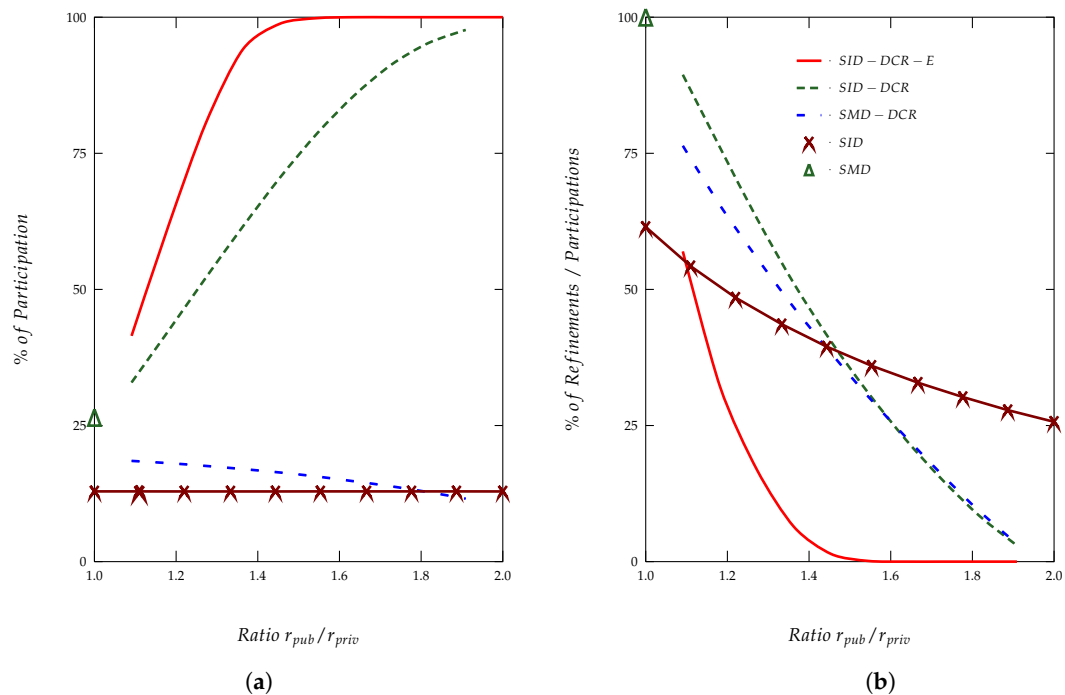 100
75
50
25
0
1.0 1.2 1.4 1.6 1.8 2.0
% of Participation
Ratio r_pub/r_priv
(a)
100
75
50
25
0
1.0 1.2 1.4 1.6 1.8 2.0
% of Refinements / Participations
SID − DCR − E
SID − DCR
SMD − DCR
SID
SMD
Ratio r_pub/r_priv
(b)